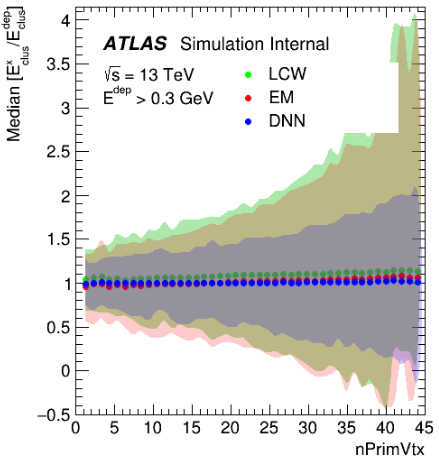 Median [E^x_clus/E^dep_clus]
4
3.5
3
2.5
2
1.5
1
0.5
0
−0.5
ATLAS Simulation Internal
√s = 13 TeV
E^dep > 0.3 GeV
LCW
EM
DNN
0 5 10 15 20 25 30 35 40 45
nPrimVtx